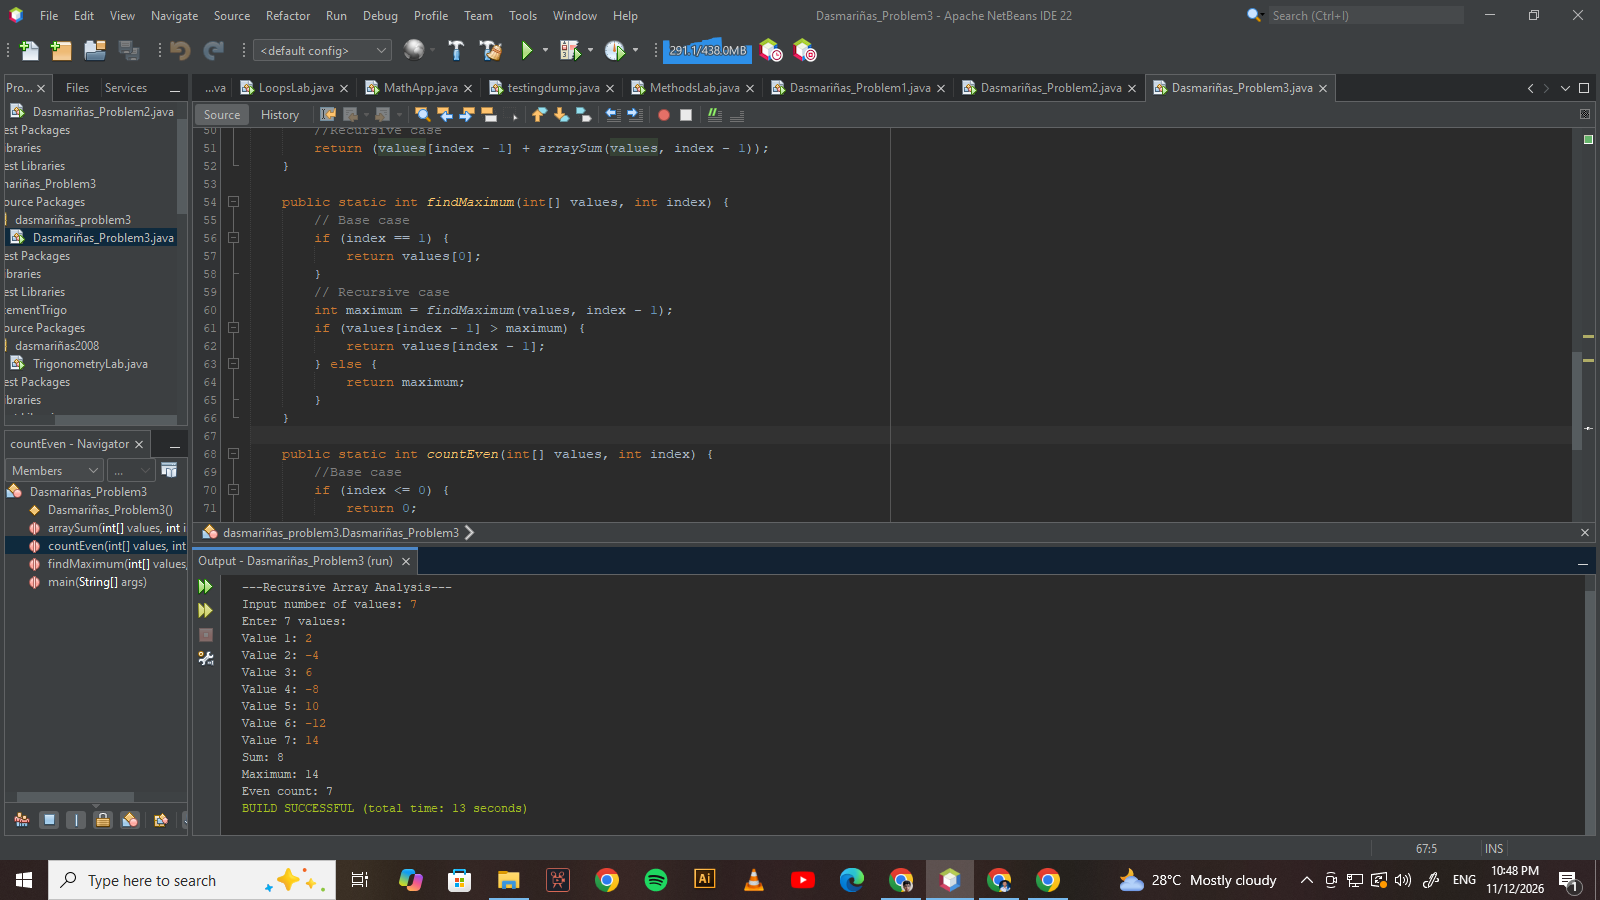 File Edit View Navigate Source Refactor Run Debug Profile Team Tools Window Help
Dasmariñas_Problem3 - Apache NetBeans IDE 22
Search (Ctrl+I)
<default config>
291.1/438.0MB
Pro... Files Services
...va LoopsLab.java MathApp.java testingdump.java MethodsLab.java Dasmariñas_Problem1.java Dasmariñas_Problem2.java Dasmariñas_Problem3.java
Source History
Dasmariñas_Problem2.java
est Packages
ibraries
est Libraries
mariñas_Problem3
ource Packages
dasmariñas_problem3
Dasmariñas_Problem3.java
est Packages
ibraries
est Libraries
ementTrigo
ource Packages
dasmariñas2008
TrigonometryLab.java
est Packages
ibraries
50 //Recursive case
51 return (values[index - 1] + arraySum(values, index - 1));
52 }
53
54 public static int findMaximum(int[] values, int index) {
55 // Base case
56 if (index == 1) {
57 return values[0];
58 }
59 // Recursive case
60 int maximum = findMaximum(values, index - 1);
61 if (values[index - 1] > maximum) {
62 return values[index - 1];
63 } else {
64 return maximum;
65 }
66 }
67
68 public static int countEven(int[] values, int index) {
69 //Base case
70 if (index <= 0) {
71 return 0;
dasmariñas_problem3.Dasmariñas_Problem3
countEven - Navigator
Members ...
Dasmariñas_Problem3
Dasmariñas_Problem3()
arraySum(int[] values, int i
countEven(int[] values, int
findMaximum(int[] values,
main(String[] args)
Output - Dasmariñas_Problem3 (run)
---Recursive Array Analysis---
Input number of values: 7
Enter 7 values:
Value 1: 2
Value 2: -4
Value 3: 6
Value 4: -8
Value 5: 10
Value 6: -12
Value 7: 14
Sum: 8
Maximum: 14
Even count: 7
BUILD SUCCESSFUL (total time: 13 seconds)
67:5 INS
Type here to search
Ai
28°C Mostly cloudy
ENG
10:48 PM
11/12/2026
1